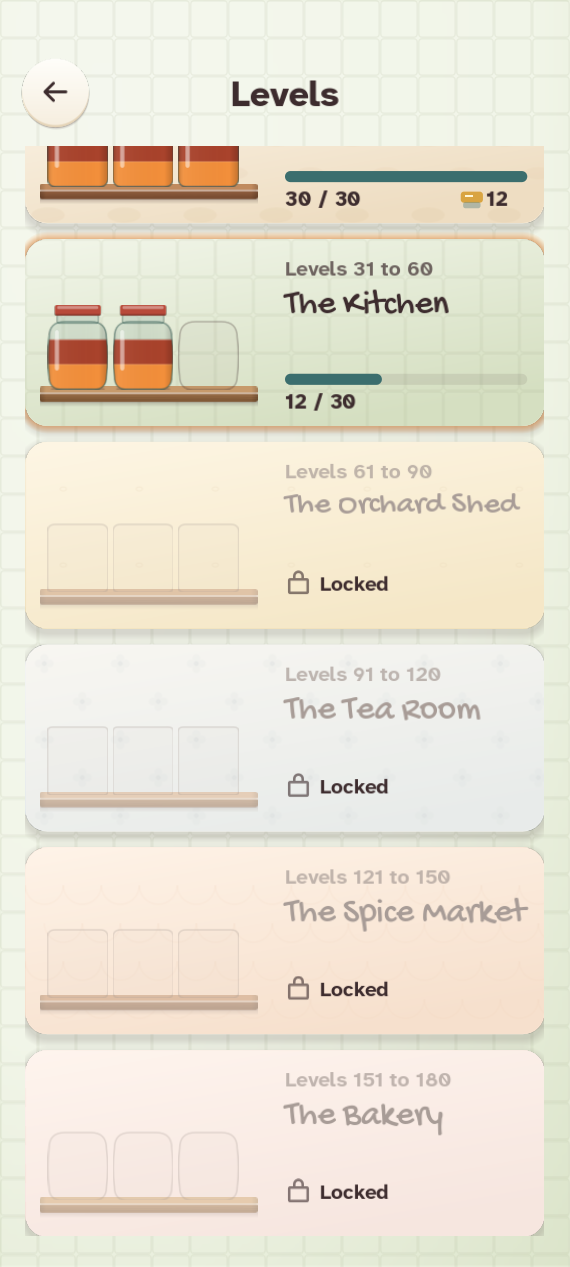 Levels
30 / 30
12
Levels 31 to 60
The Kitchen
12 / 30
Levels 61 to 90
The Orchard Shed
Locked
Levels 91 to 120
The Tea Room
Locked
Levels 121 to 150
The Spice Market
Locked
Levels 151 to 180
The Bakery
Locked